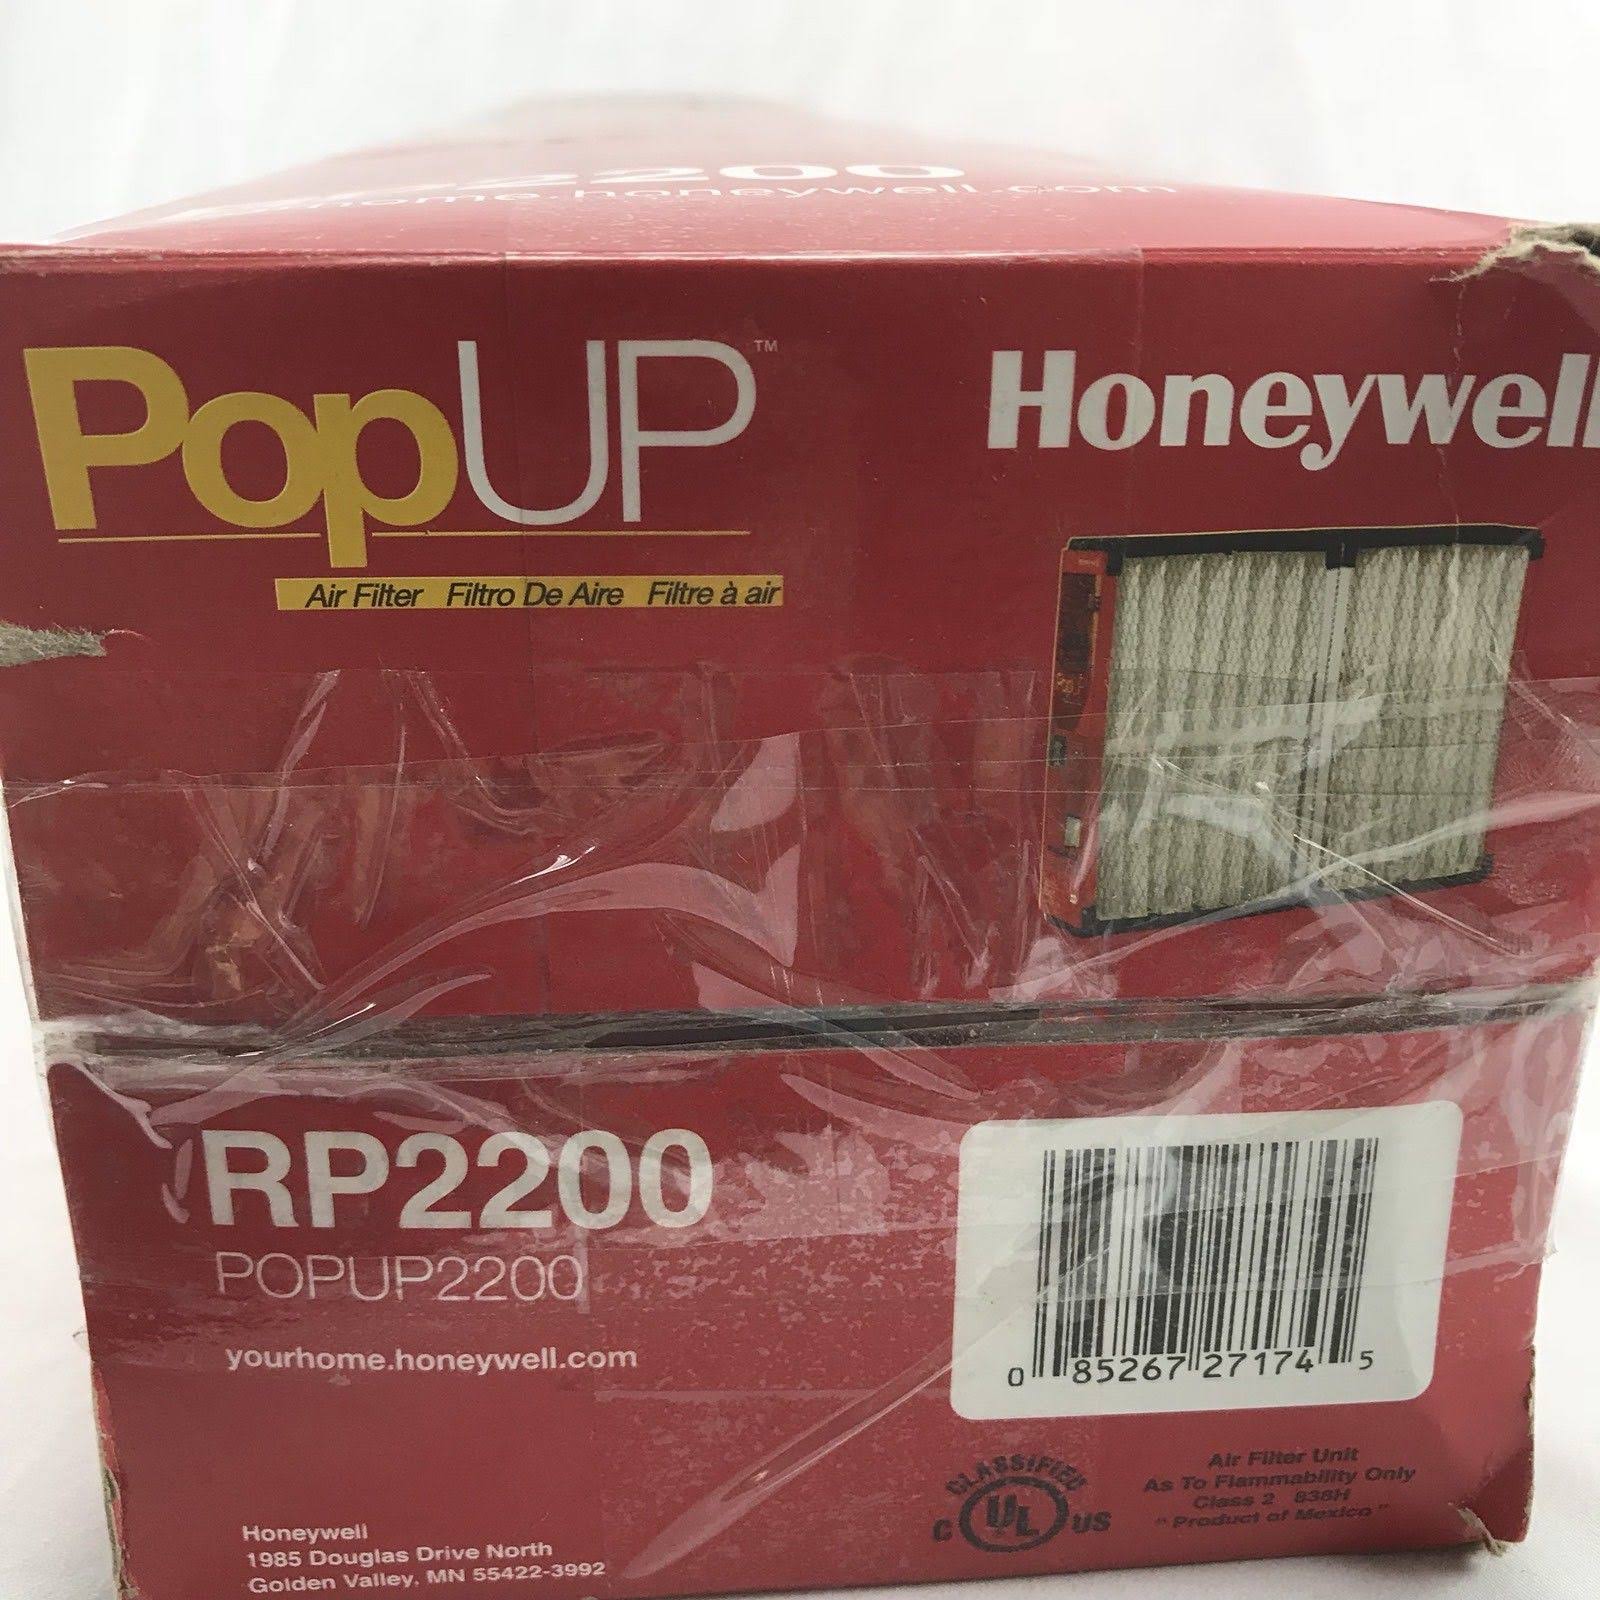 2200
home.honeywell.com
PopUP™
Honeywell
Air Filter Filtro De Aire Filtre à air
RP2200
POPUP2200
yourhome.honeywell.com
0 85267 27174 5
Honeywell
1985 Douglas Drive North
Golden Valley, MN 55422-3992
CLASSIFIED
C UL US
Air Filter Unit
As To Flammability Only
Class 2 838H
"Product of Mexico"